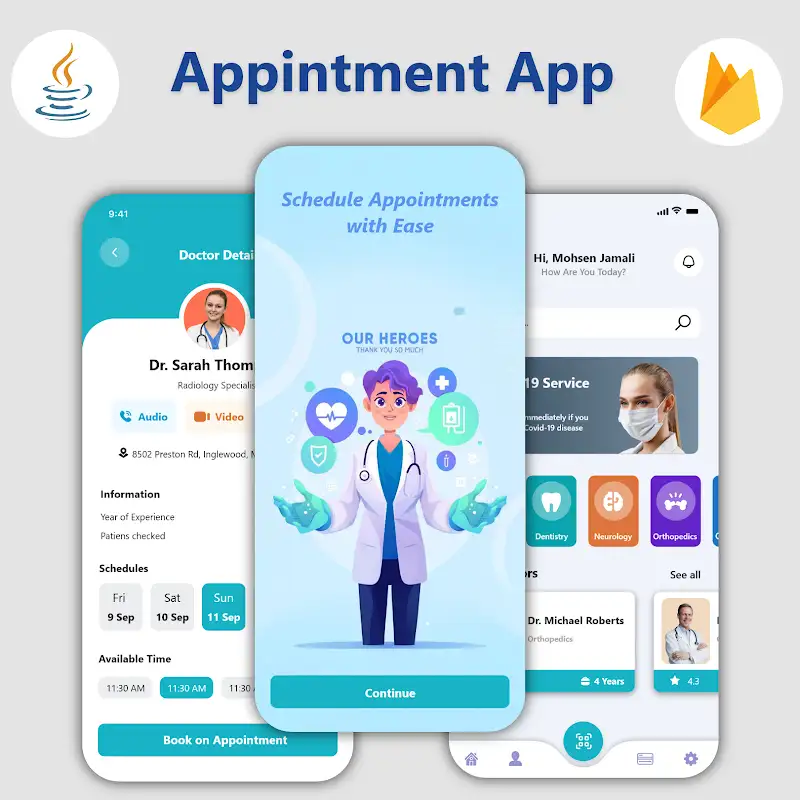 Appintment App
9:41
Doctor Detai
Dr. Sarah Thom
Radiology Specialis
Audio
Video
8502 Preston Rd, Inglewood,
Information
Year of Experience
Patiens checked
Schedules
Fri
Sat
Sun
9 Sep
10 Sep
11 Sep
Available Time
11:30 AM
11:30 AM
11:30
Book on Appointment
Schedule Appointments
with Ease
OUR HEROES
THANK YOU SO MUCH
Continue
Hi, Mohsen Jamali
How Are You Today?
19 Service
mmediately if you
Covid-19 disease
Dentistry
Neurology
Orthopedics
ors
See all
Dr. Michael Roberts
Orthopedics
4 Years
4.3